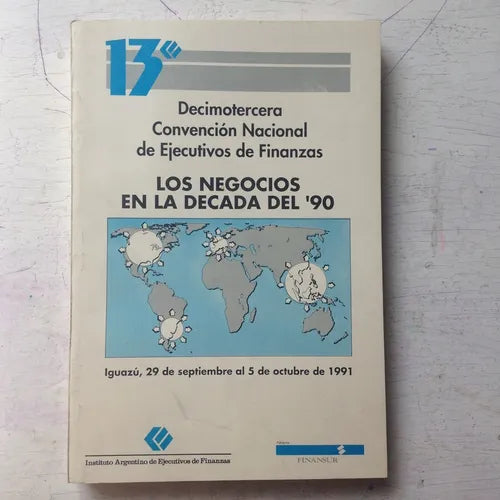 13
Decimotercera
Convención Nacional
de Ejecutivos de Finanzas
LOS NEGOCIOS
EN LA DECADA DEL '90
Iguazú, 29 de septiembre al 5 de octubre de 1991
Instituto Argentino de Ejecutivos de Finanzas
FINANSUR